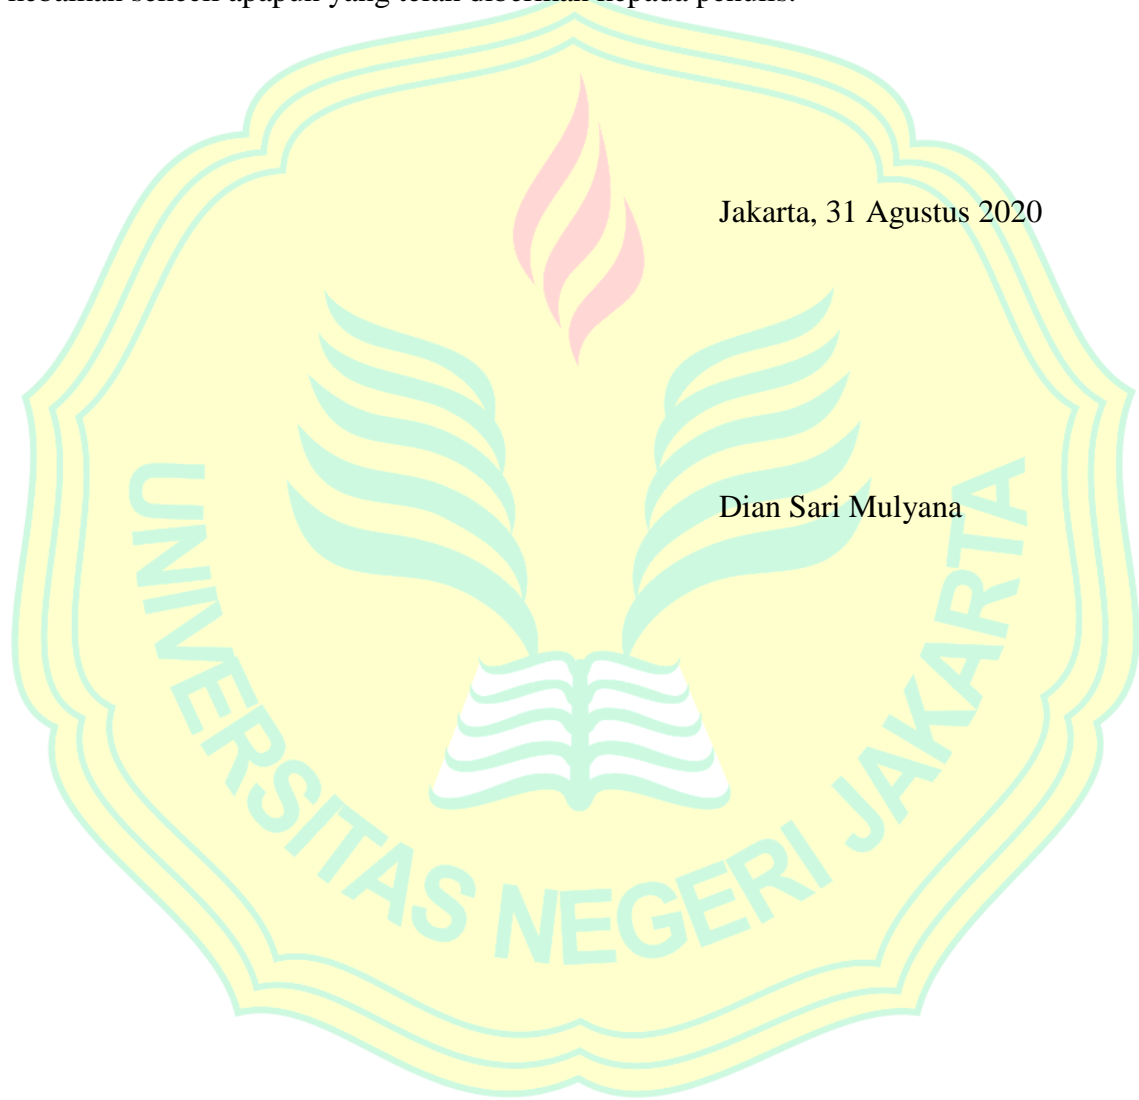 kebaikan sekecil apapun yang telah diberikan kepada penulis.
Jakarta, 31 Agustus 2020
Dian Sari Mulyana
UNIVERSITAS NEGERI JAKARTA